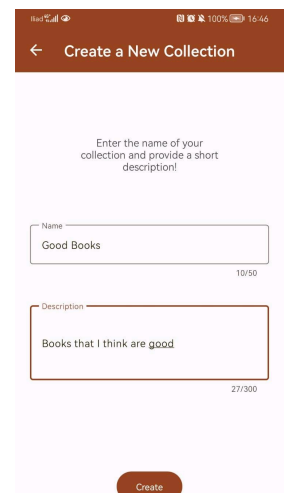 Iliad 100% 16:46
Create a New Collection
Enter the name of your
collection and provide a short
description!
Name
Good Books
10/50
Description
Books that I think are good
27/300
Create